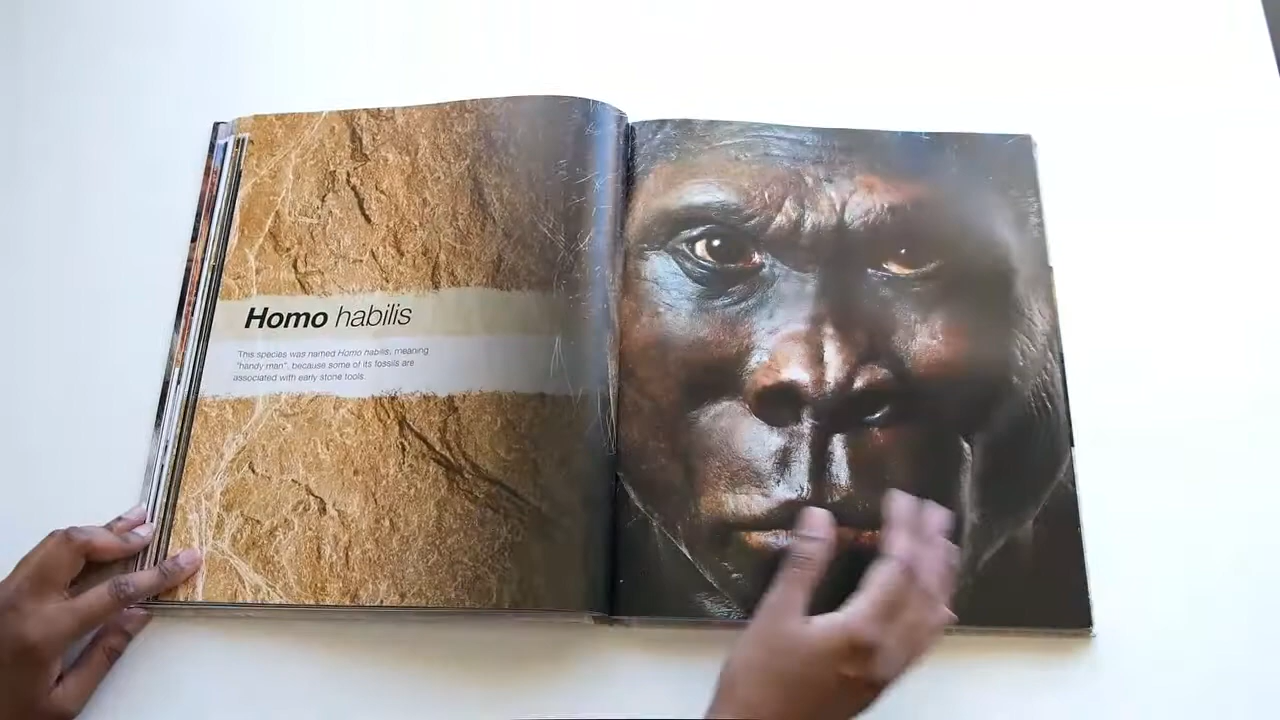 Homo habilis
This species was named Homo habilis, meaning
"handy man", because some of its fossils are
associated with early stone tools.